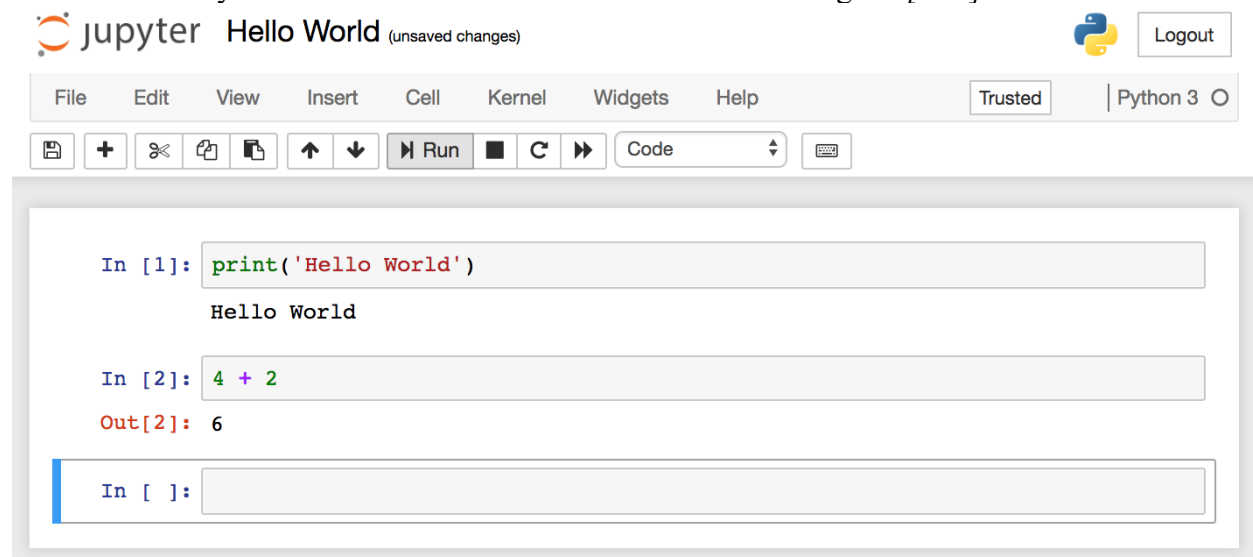 jupyter Hello World (unsaved changes) Logout
File Edit View Insert Cell Kernel Widgets Help Trusted Python 3
Run Code
In [1]: print('Hello World')
Hello World
In [2]: 4 + 2
Out[2]: 6
In [ ]: